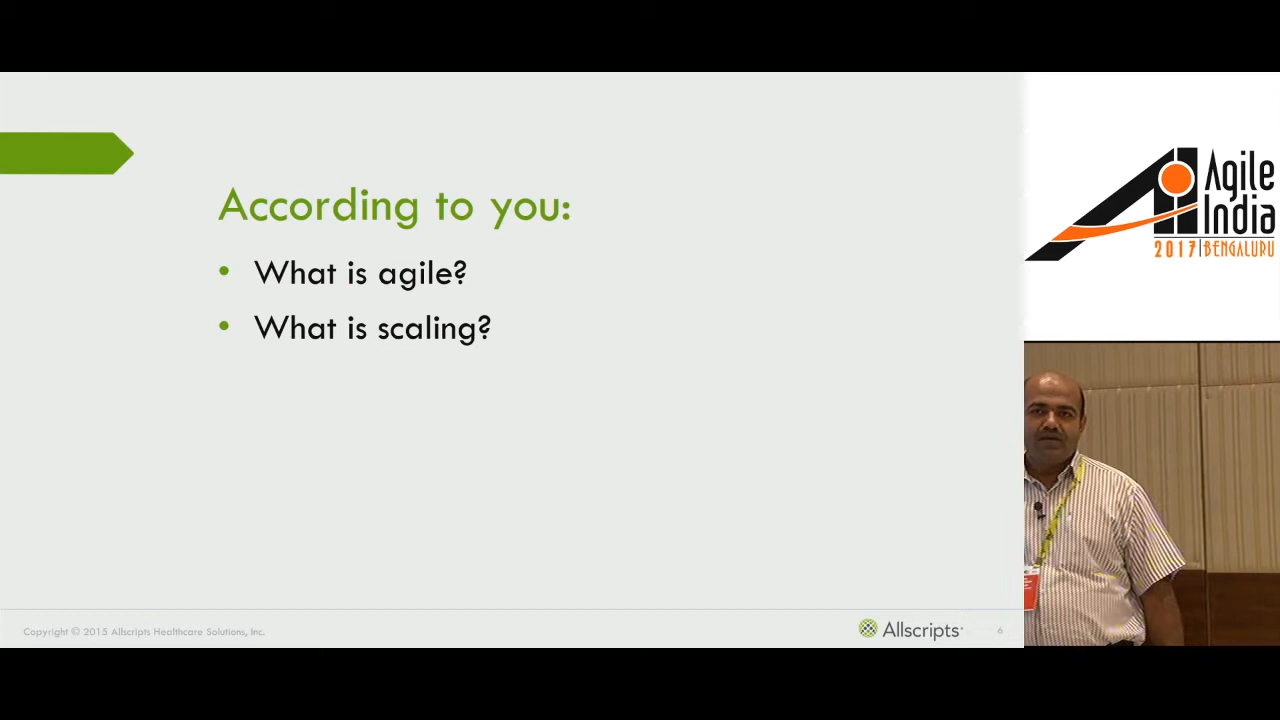 According to you:
• What is agile?
• What is scaling?
Copyright © 2015 Allscripts Healthcare Solutions, Inc.
Allscripts
6
Agile
India
2017 | BENGALURU